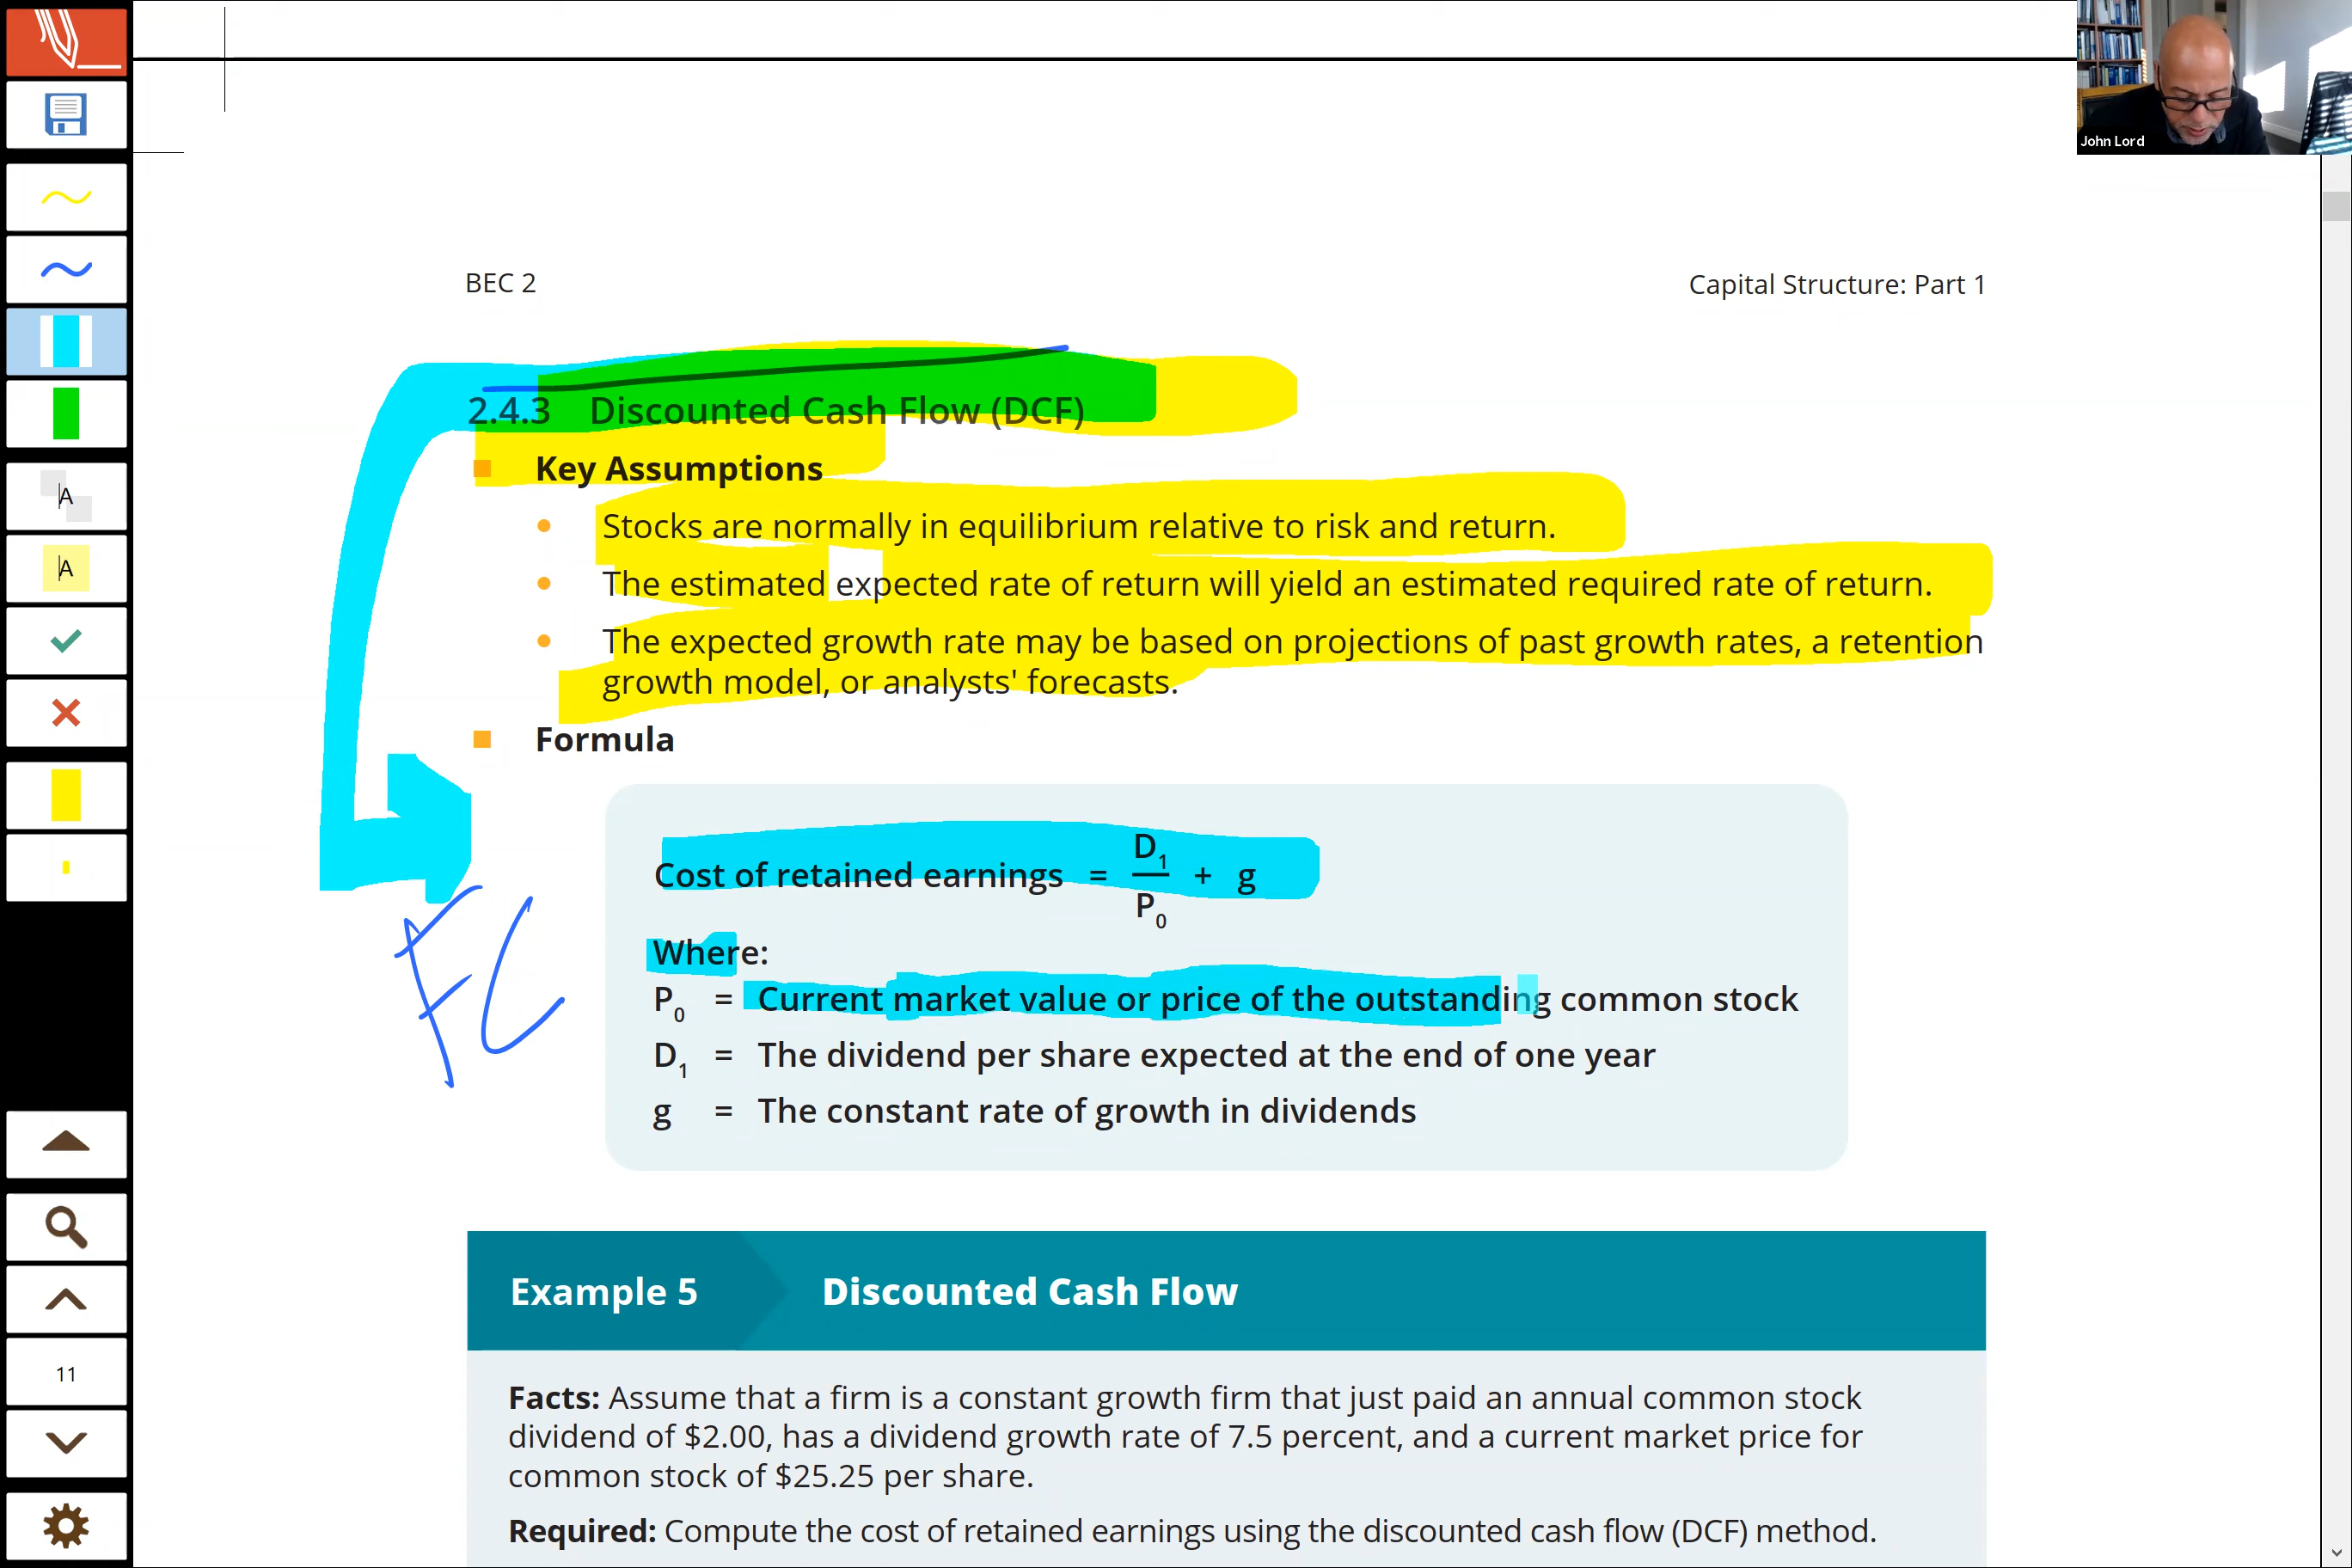 John Lord
BEC 2
Capital Structure: Part 1
2.4.3 Discounted Cash Flow (DCF)
Key Assumptions
Stocks are normally in equilibrium relative to risk and return.
The estimated expected rate of return will yield an estimated required rate of return.
The expected growth rate may be based on projections of past growth rates, a retention
growth model, or analysts' forecasts.
Formula
Cost of retained earnings = D₁ / P₀ + g
FC
Where:
P₀ = Current market value or price of the outstanding common stock
D₁ = The dividend per share expected at the end of one year
g = The constant rate of growth in dividends
Example 5 Discounted Cash Flow
Facts: Assume that a firm is a constant growth firm that just paid an annual common stock
dividend of $2.00, has a dividend growth rate of 7.5 percent, and a current market price for
common stock of $25.25 per share.
Required: Compute the cost of retained earnings using the discounted cash flow (DCF) method.
A
A
11